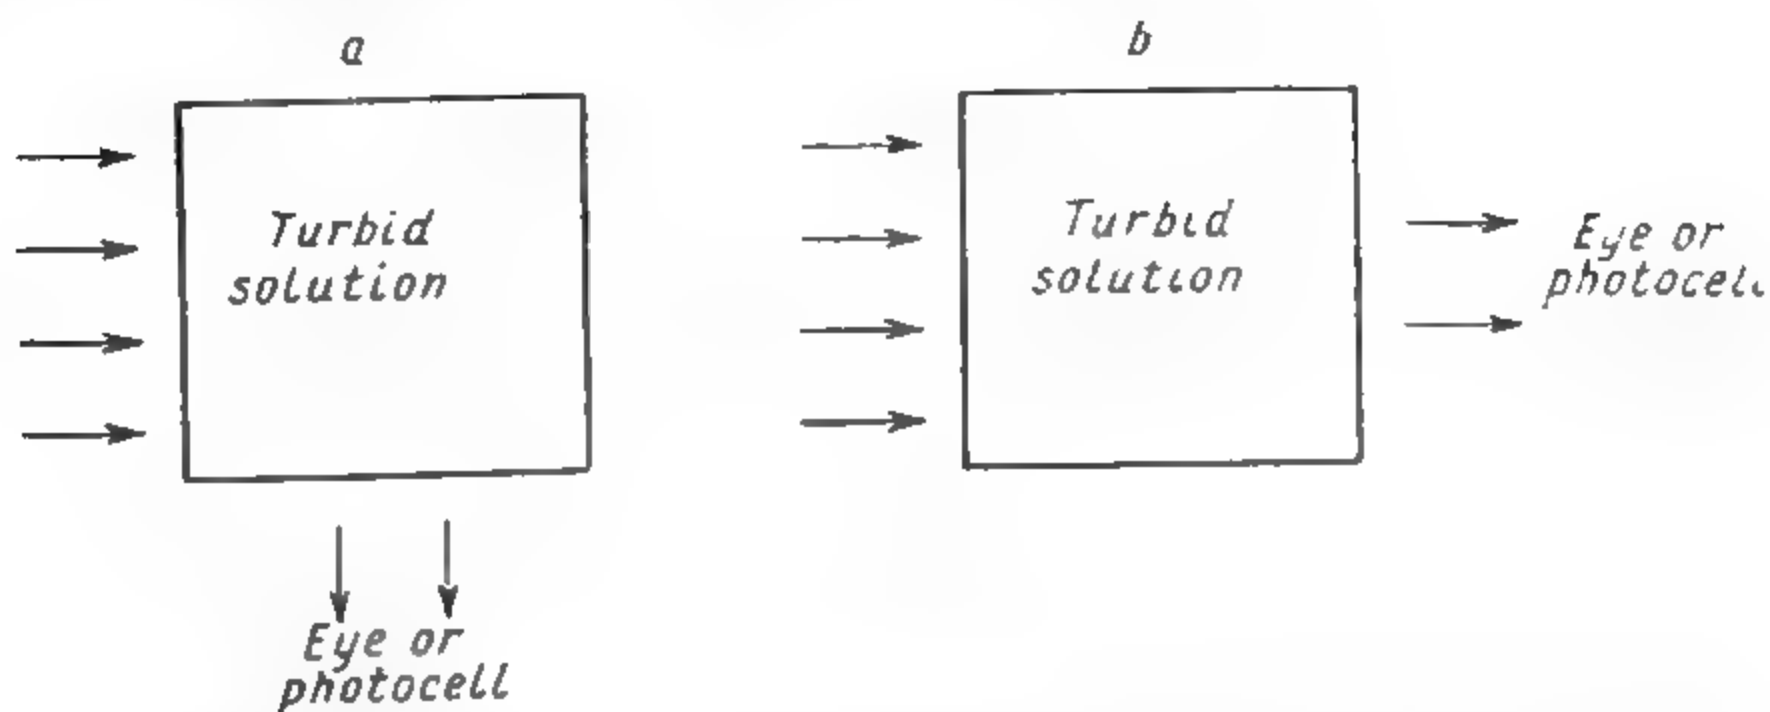 a
Turbid
solution
Eye or
photocell
b
Turbid
solution
Eye or
photocell